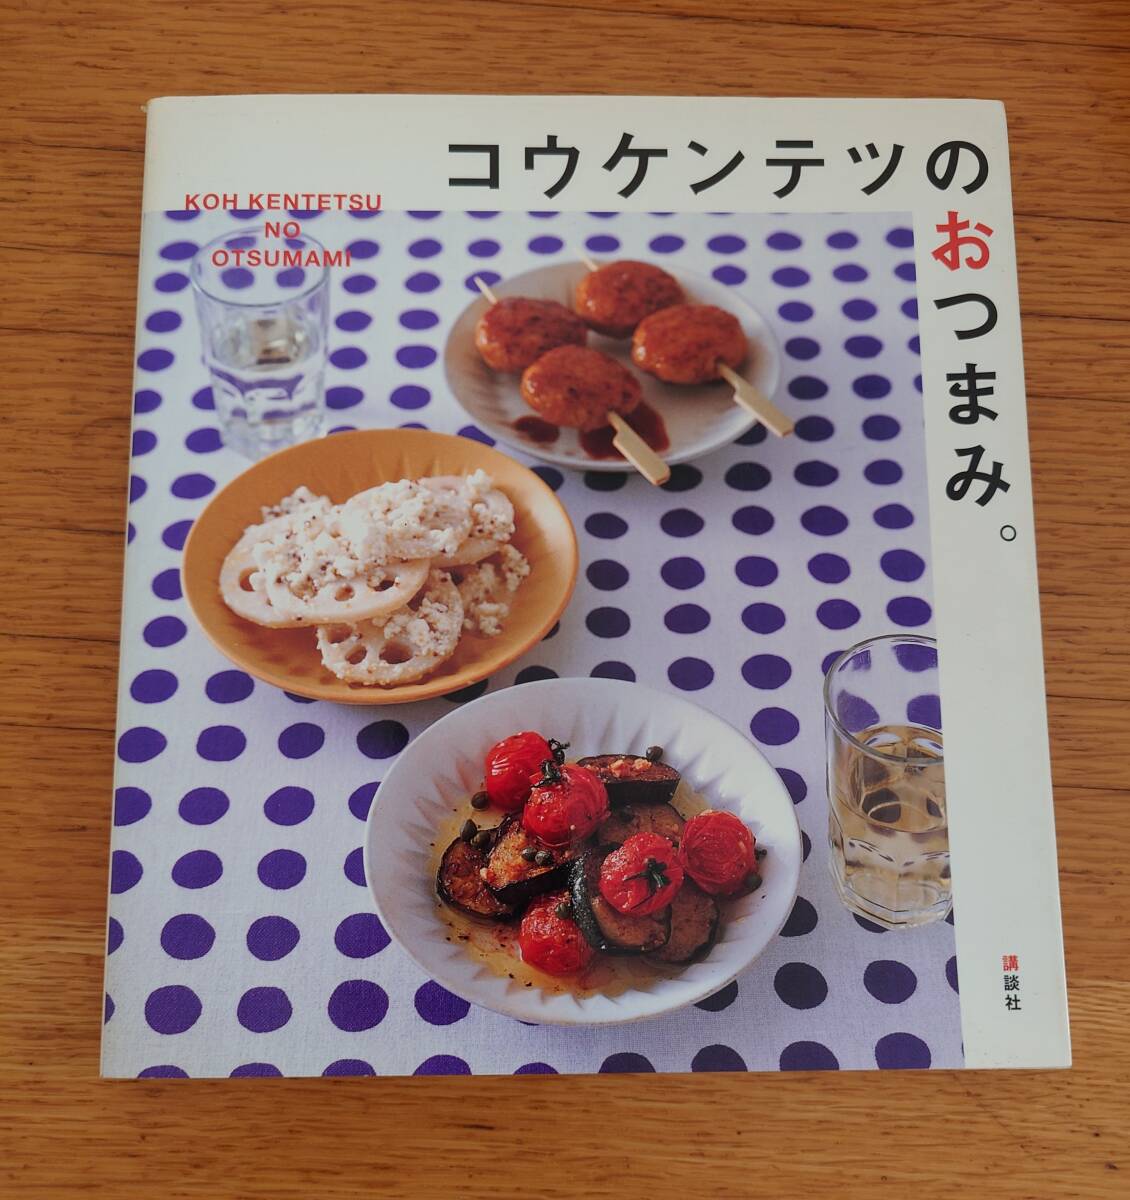 コウケンテツの
おつまみ。
KOH KENTETSU
NO
OTSUMAMI
講談社